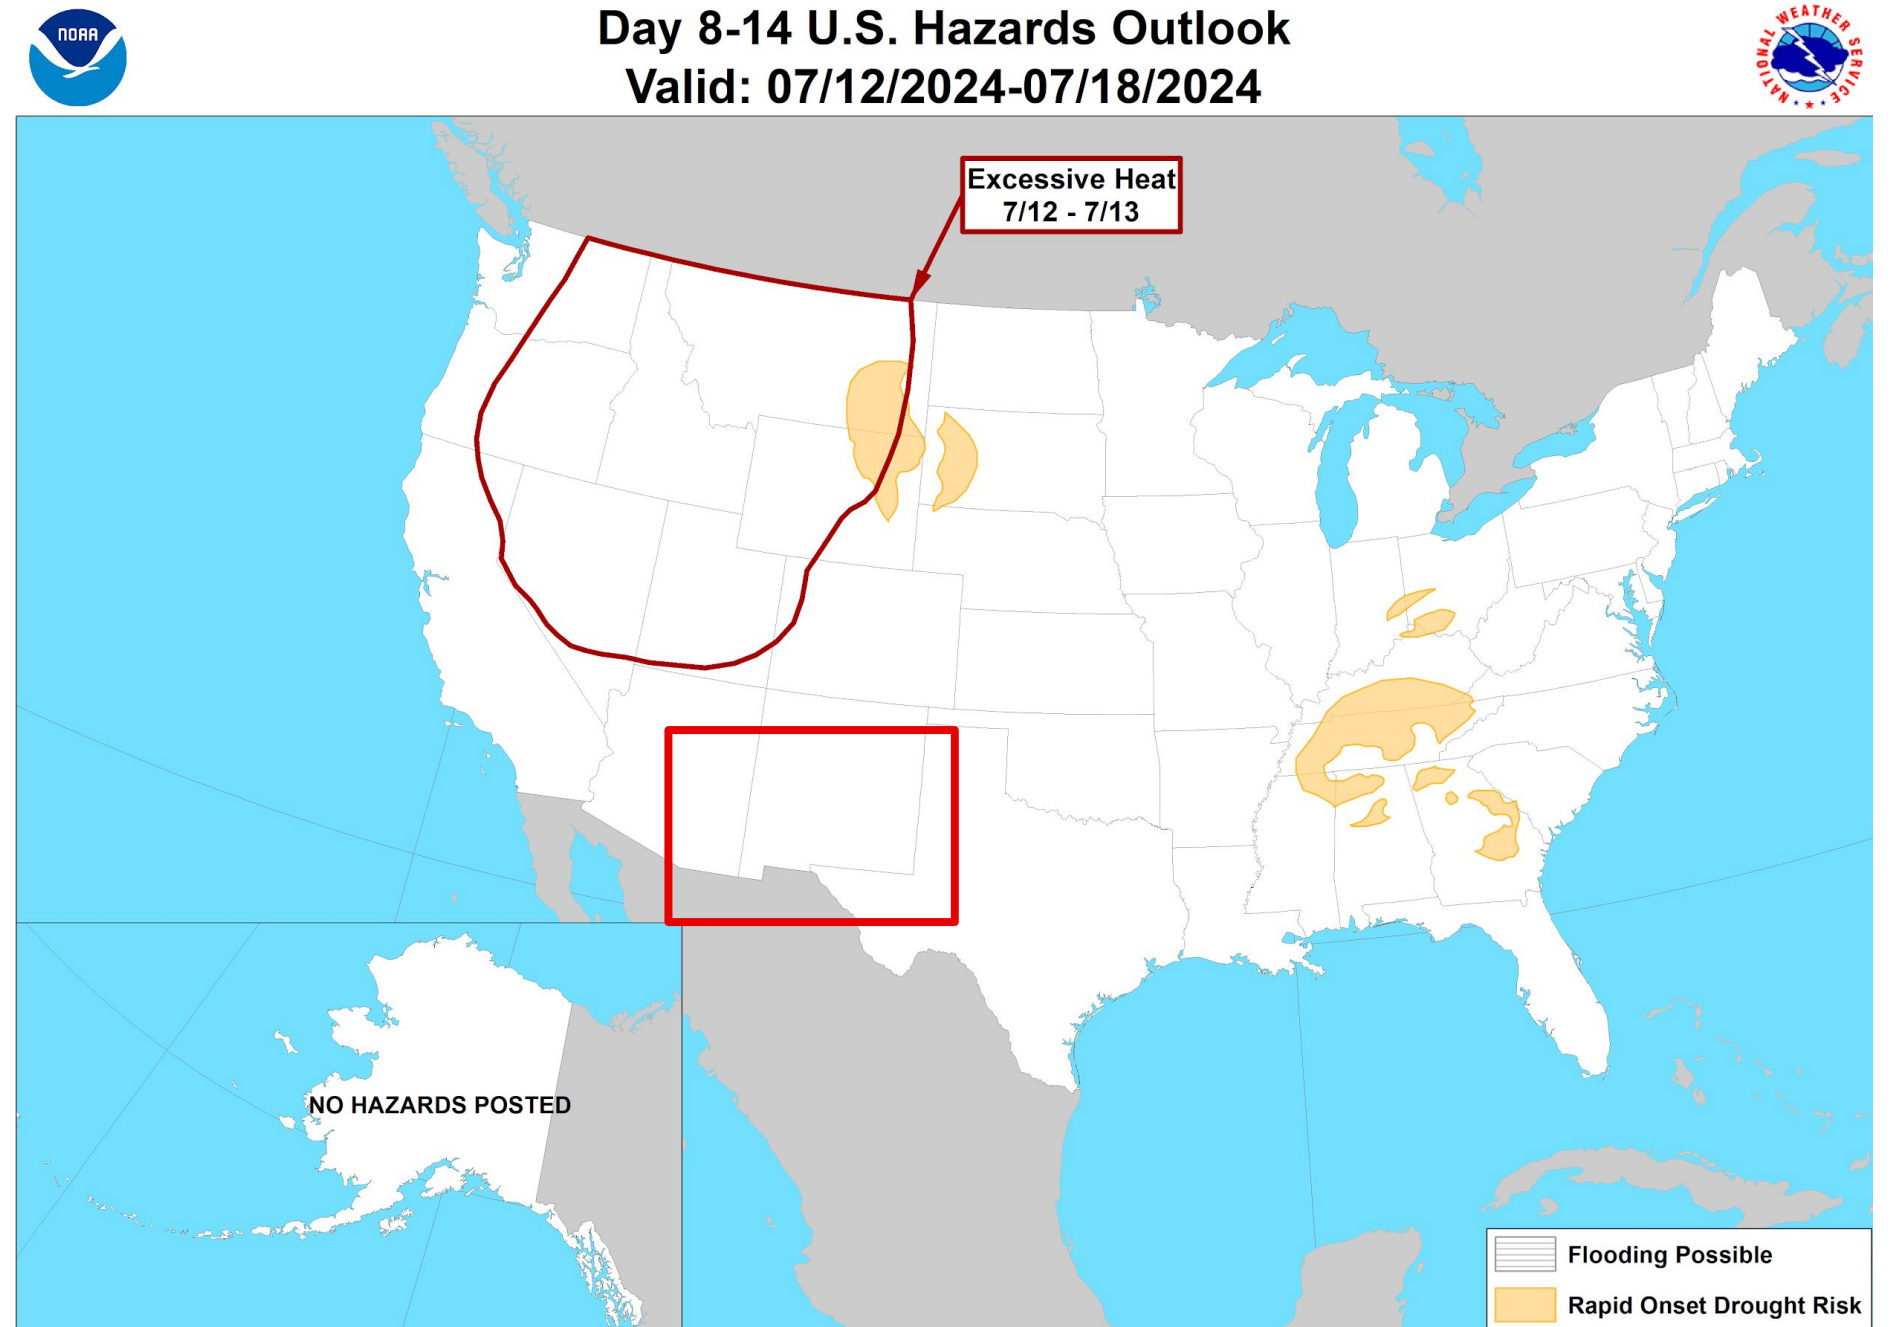 NOAA
Day 8-14 U.S. Hazards Outlook
Valid: 07/12/2024-07/18/2024
NATIONAL WEATHER SERVICE
Excessive Heat
7/12 - 7/13
NO HAZARDS POSTED
Flooding Possible
Rapid Onset Drought Risk